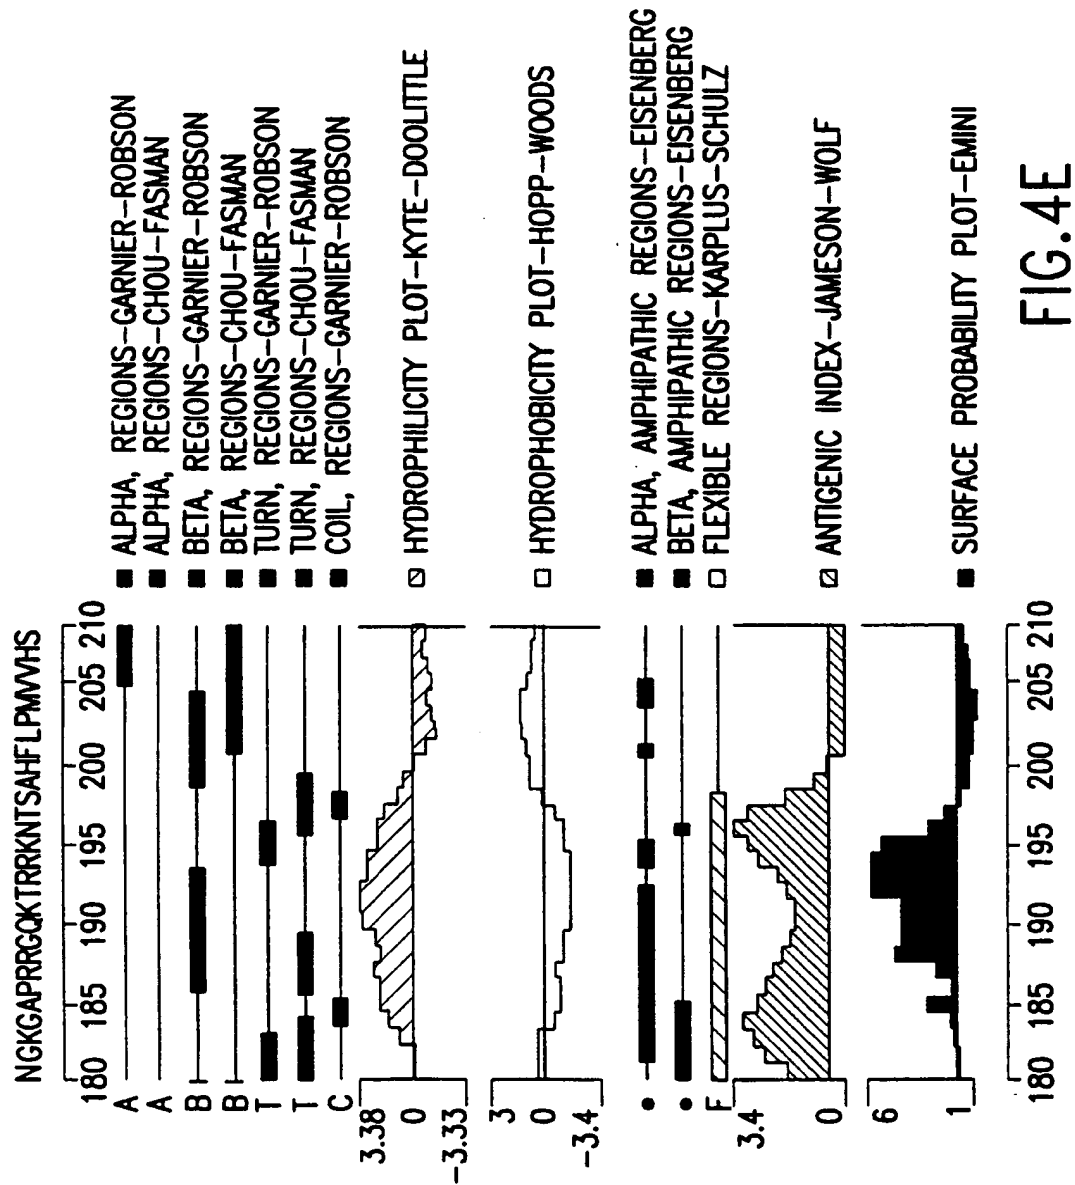 NGKGAPRRGQKTRRKNTSAHFLPMVVHS
180 185 190 195 200 205 210
A ALPHA, REGIONS-GARNIER-ROBSON
A ALPHA, REGIONS-CHOU-FASMAN
B BETA, REGIONS-GARNIER-ROBSON
B BETA, REGIONS-CHOU-FASMAN
T TURN, REGIONS-GARNIER-ROBSON
T TURN, REGIONS-CHOU-FASMAN
C COIL, REGIONS-GARNIER-ROBSON
3.38
0 HYDROPHILICITY PLOT-KYTE-DOOLITTLE
-3.33
3
0 HYDROPHOBICITY PLOT-HOPP-WOODS
-3.4
ALPHA, AMPHIPATHIC REGIONS-EISENBERG
BETA, AMPHIPATHIC REGIONS-EISENBERG
F FLEXIBLE REGIONS-KARPLUS-SCHULZ
3.4
0 ANTIGENIC INDEX-JAMESON-WOLF
6
1 SURFACE PROBABILITY PLOT-EMINI
180 185 190 195 200 205 210
FIG.4E